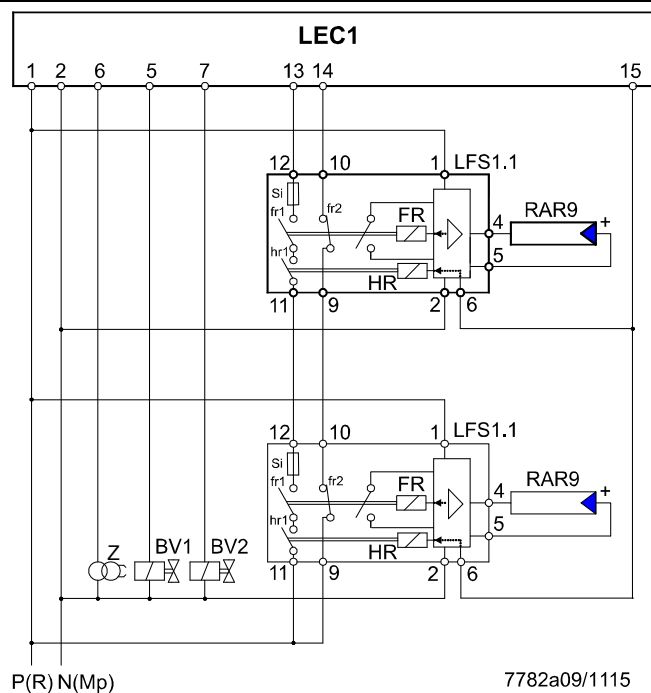 LEC1
1 2 6 5 7 13 14 15
12 10 1 LFS1.1
Si
fr1 fr2 FR 4 RAR9 +
hr1 5
HR
11 9 2 6
12 10 1 LFS1.1
Si
fr1 fr2 FR 4 RAR9 +
hr1 5
Z BV1 BV2 HR
11 9 2 6
P(R) N(Mp) 7782a09/1115